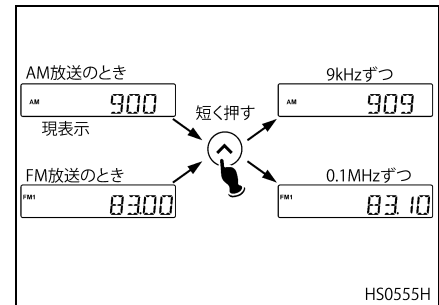 AM放送のとき
9kHzずつ
AM 900
短く押す
AM 909
現表示
FM放送のとき
0.1MHzずつ
FM1 83.00
FM1 83.10
HS0555H